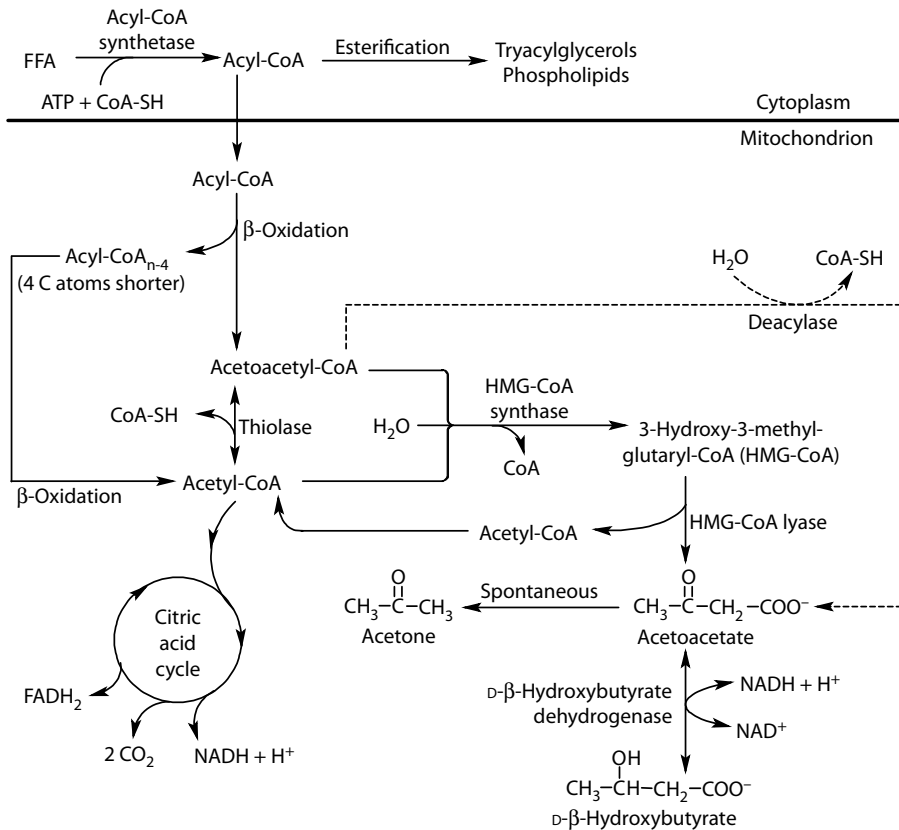 Acyl-CoA
synthetase
FFA
Acyl-CoA
Esterification
Tryacylglycerols
Phospholipids
ATP + CoA-SH
Cytoplasm
Mitochondrion
Acyl-CoA
β-Oxidation
Acyl-CoAn-4
(4 C atoms shorter)
H2O
CoA-SH
Deacylase
Acetoacetyl-CoA
HMG-CoA
synthase
CoA-SH
Thiolase
H2O
3-Hydroxy-3-methyl-
glutaryl-CoA (HMG-CoA)
CoA
Acetyl-CoA
β-Oxidation
HMG-CoA lyase
Acetyl-CoA
O
CH3–C–CH3
Acetone
Spontaneous
O
CH3–C–CH2–COO−
Acetoacetate
Citric
acid
cycle
FADH2
2 CO2
NADH + H+
D-β-Hydroxybutyrate
dehydrogenase
NADH + H+
NAD+
OH
CH3–CH–CH2–COO−
D-β-Hydroxybutyrate